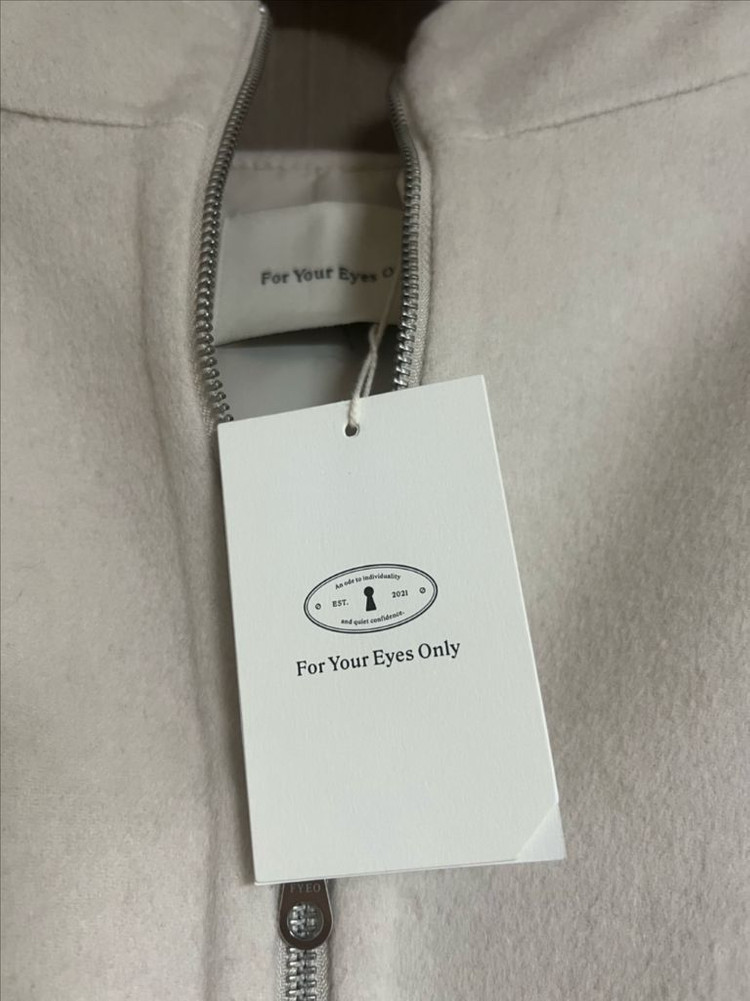 For Your Eyes O
An ode to individuality
Ø EST. 2021 Ø
and quiet confidence.
For Your Eyes Only
FYEO